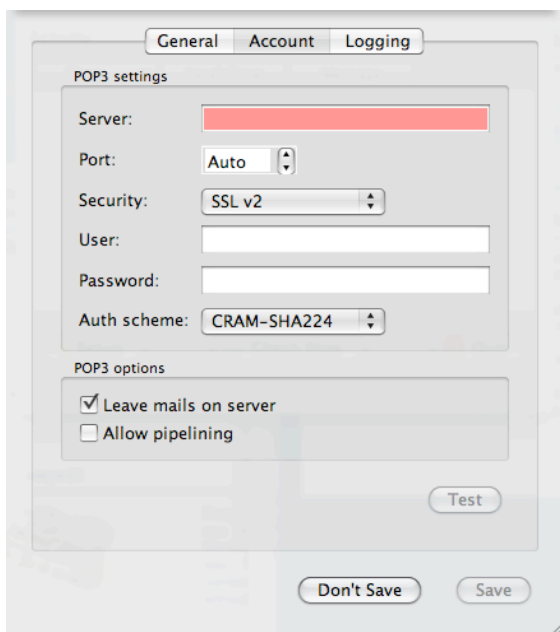 General Account Logging
POP3 settings
Server:
Port: Auto
Security: SSL v2
User:
Password:
Auth scheme: CRAM-SHA224
POP3 options
Leave mails on server
Allow pipelining
Test
Don't Save Save